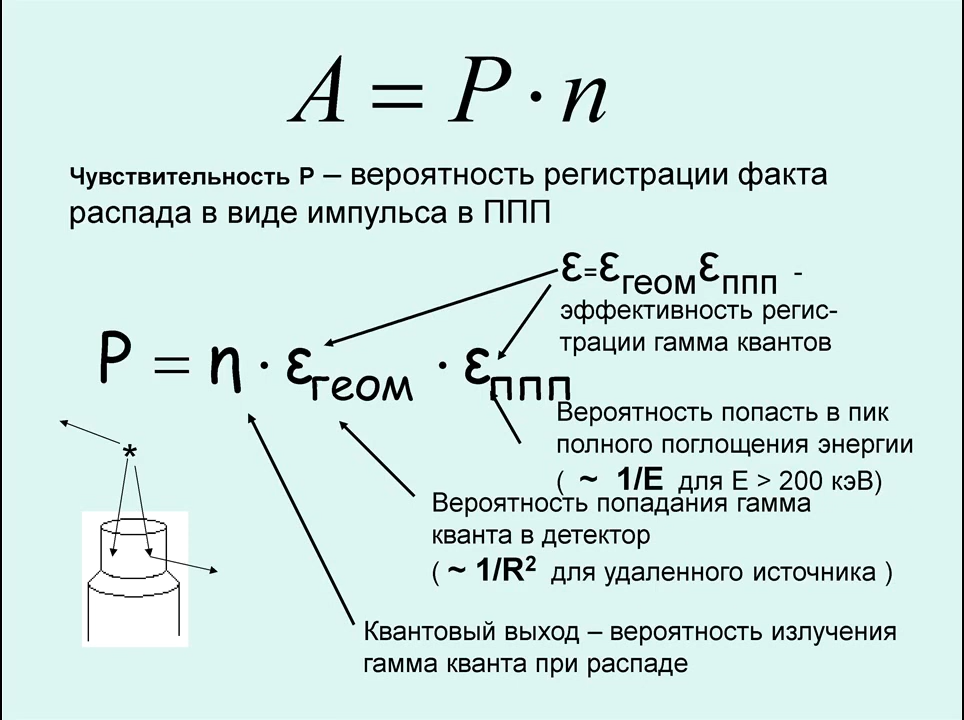 A = P · n
Чувствительность P – вероятность регистрации факта
распада в виде импульса в ППП
ε=εгеомεппп -
эффективность регис-
трации гамма квантов
P = η · εгеом · εппп
Вероятность попасть в пик
полного поглощения энергии
( ~ 1/E для E > 200 кэВ)
*
Вероятность попадания гамма
кванта в детектор
( ~ 1/R² для удаленного источника )
Квантовый выход – вероятность излучения
гамма кванта при распаде